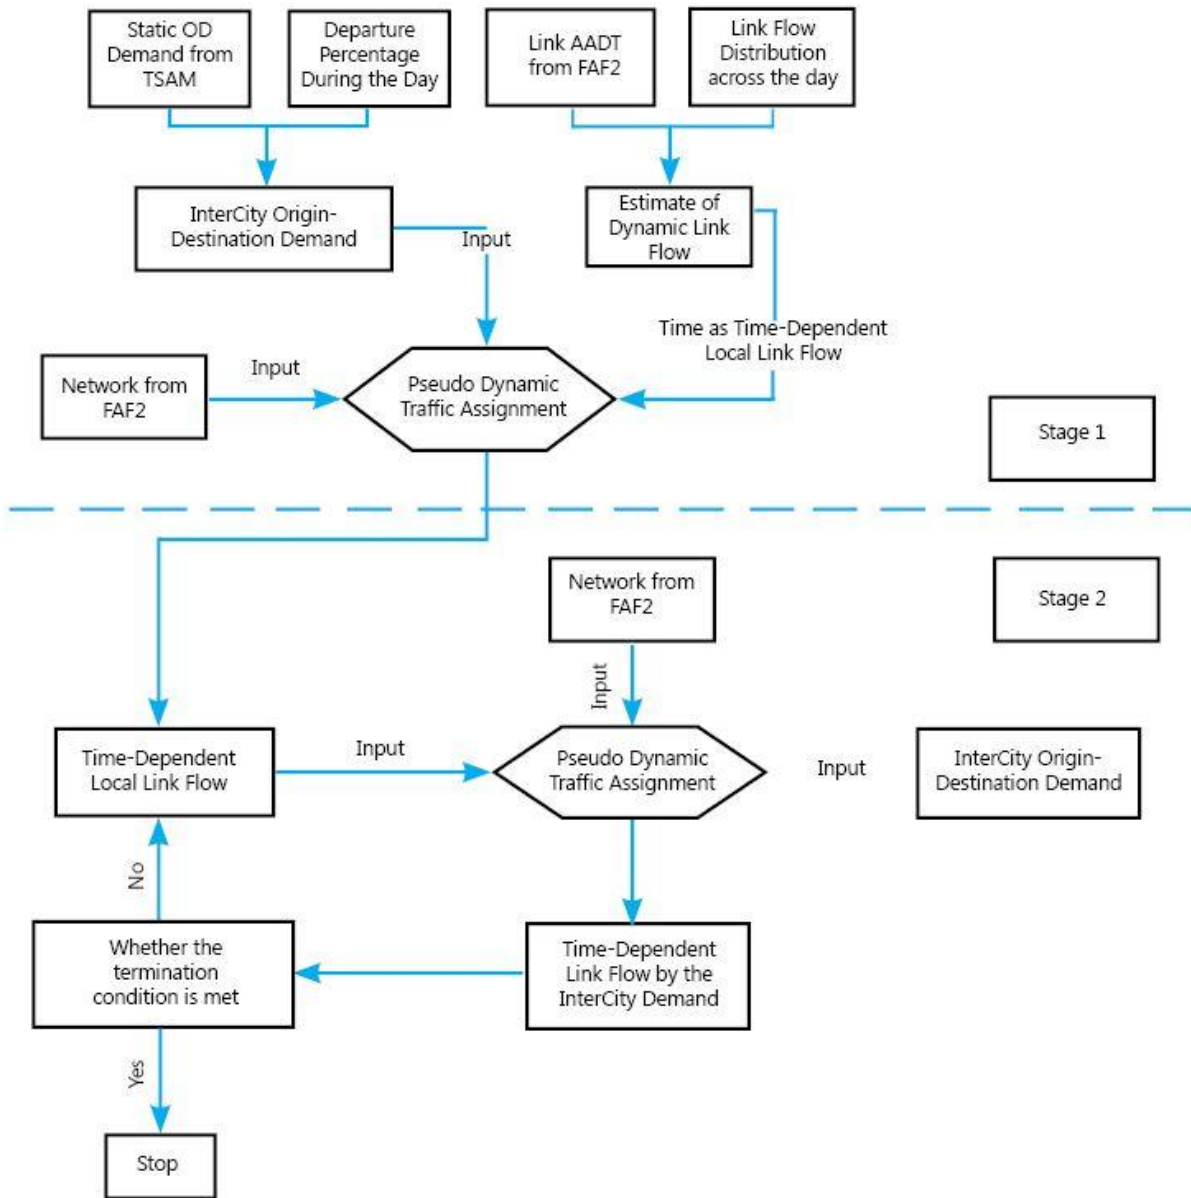 Static OD
Demand from
TSAM
Departure
Percentage
During the Day
Link AADT
from FAF2
Link Flow
Distribution
across the day
InterCity Origin-
Destination Demand
Input
Estimate of
Dynamic Link
Flow
Time as Time-Dependent
Local Link Flow
Network from
FAF2
Input
Pseudo Dynamic
Traffic Assignment
Stage 1
Network from
FAF2
Stage 2
Input
Time-Dependent
Local Link Flow
Input
Pseudo Dynamic
Traffic Assignment
Input
InterCity Origin-
Destination Demand
No
Whether the
termination
condition is met
Time-Dependent
Link Flow by the
InterCity Demand
Yes
Stop